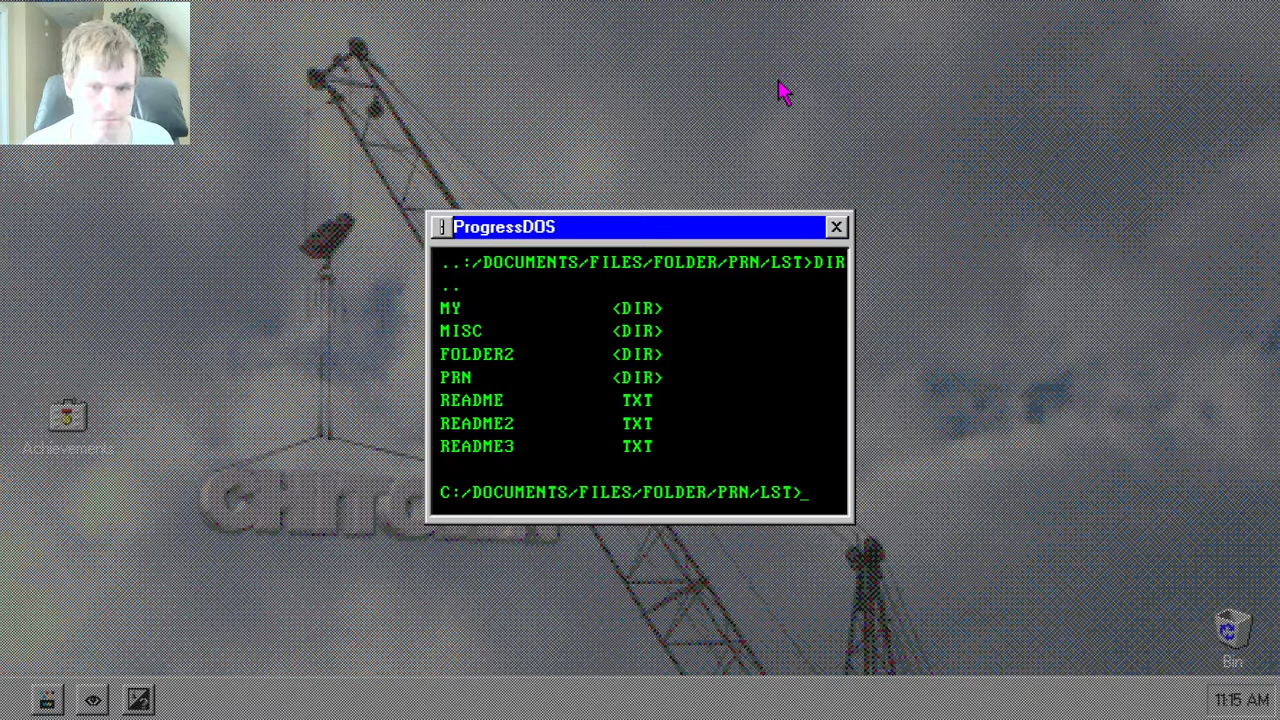 ProgressDOS
..:/DOCUMENTS/FILES/FOLDER/PRN/LST>DIR
..
MY <DIR>
MISC <DIR>
FOLDER2 <DIR>
PRN <DIR>
README TXT
README2 TXT
README3 TXT
C:/DOCUMENTS/FILES/FOLDER/PRN/LST>_
Achievements
Bin
11:15 AM